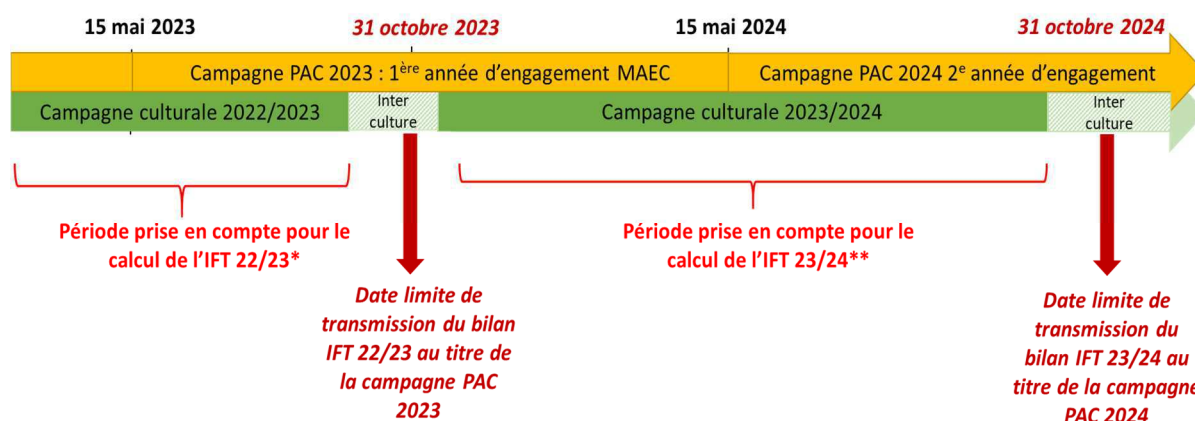 15 mai 2023
31 octobre 2023
15 mai 2024
31 octobre 2024
Campagne PAC 2023 : 1ère année d'engagement MAEC
Campagne PAC 2024 2e année d'engagement
Campagne culturale 2022/2023
Inter
culture
Campagne culturale 2023/2024
Inter
culture
Période prise en compte pour le
calcul de l'IFT 22/23*
Période prise en compte pour le
calcul de l'IFT 23/24**
Date limite de
transmission du bilan
IFT 22/23 au titre de
la campagne PAC
2023
Date limite de
transmission du
bilan IFT 23/24 au
titre de la campagne
PAC 2024